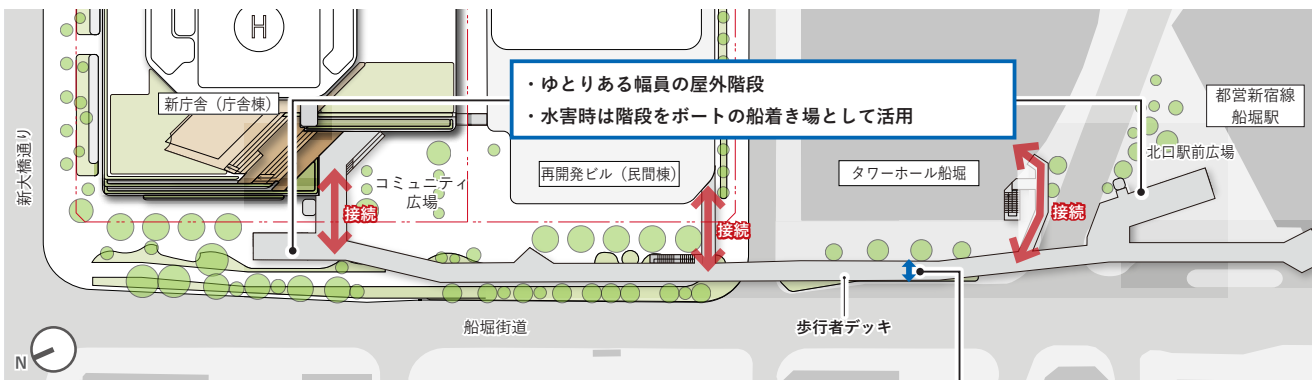 H
・ゆとりある幅員の屋外階段
・水害時は階段をボートの船着き場として活用
新庁舎（庁舎棟）
都営新宿線
船堀駅
北口駅前広場
新大橋通り
コミュニティ
広場
再開発ビル（民間棟）
タワーホール船堀
接続
接続
接続
船堀街道
歩行者デッキ
N